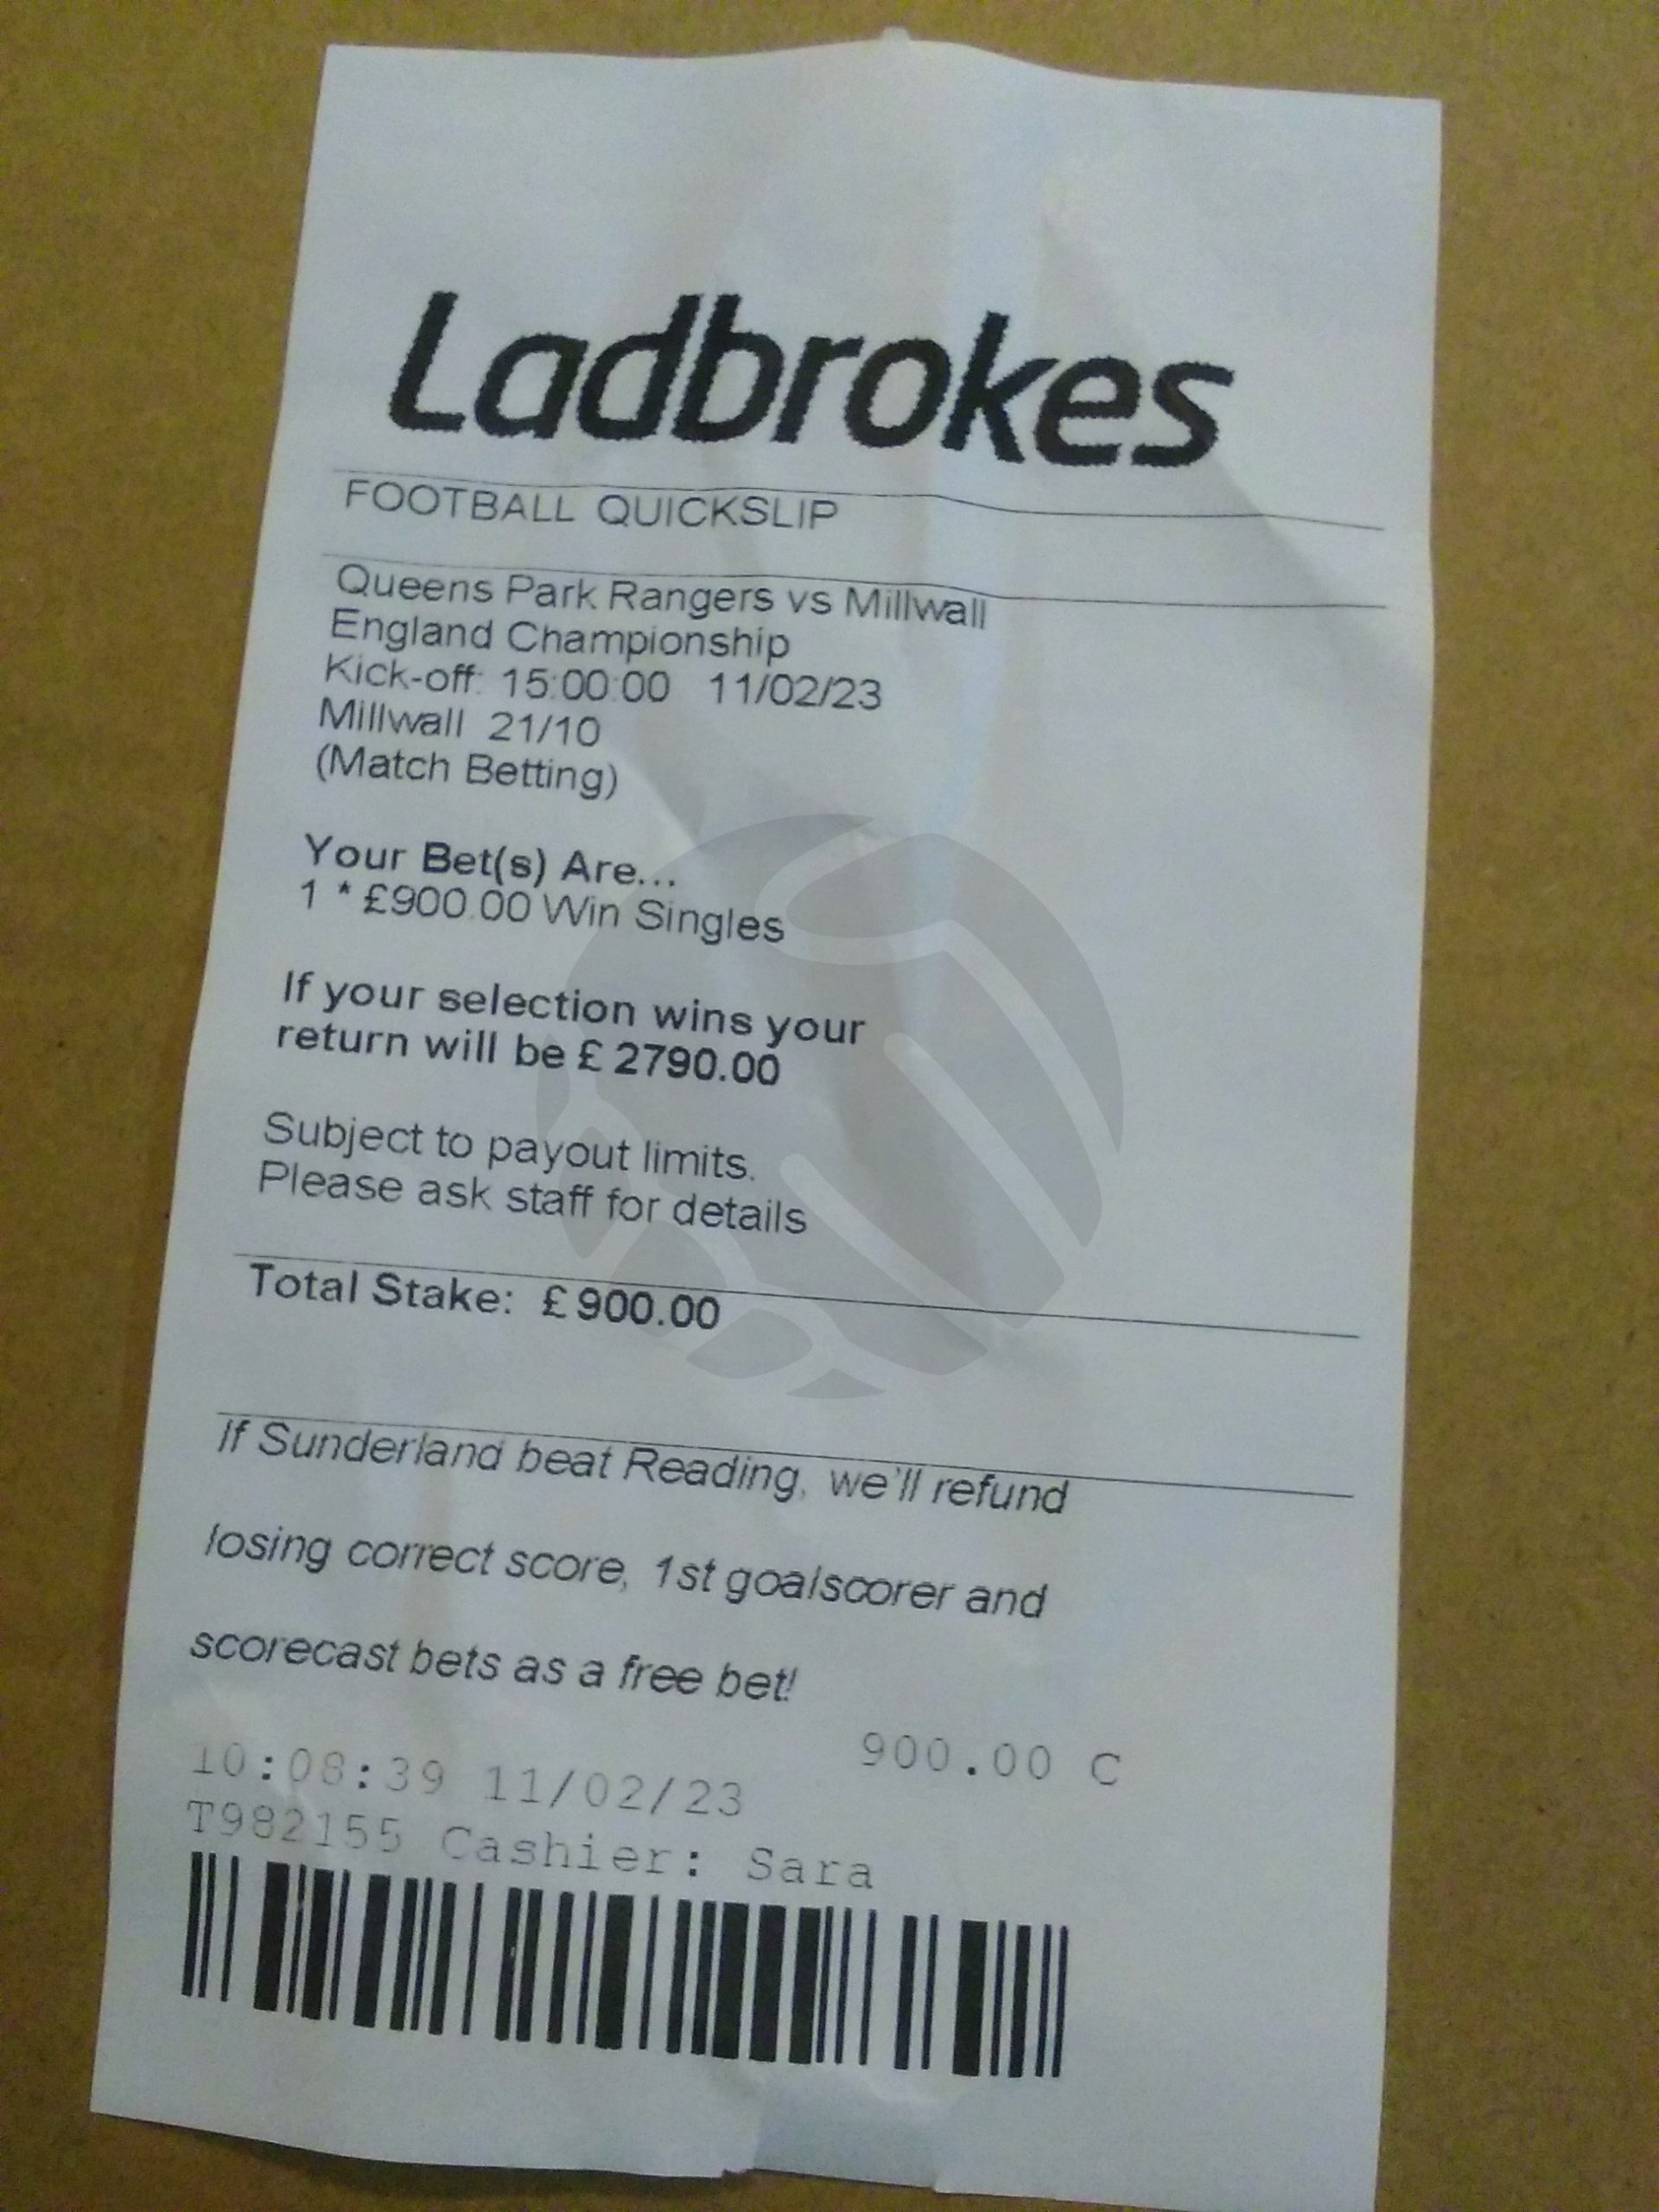 Ladbrokes
FOOTBALL QUICKSLIP
Queens Park Rangers vs Millwall
England Championship
Kick-off: 15:00:00 11/02/23
Millwall 21/10
(Match Betting)
Your Bet(s) Are...
1 * £900.00 Win Singles
If your selection wins your
return will be £ 2790.00
Subject to payout limits.
Please ask staff for details
Total Stake: £ 900.00
If Sunderland beat Reading, we'll refund
losing correct score, 1st goalscorer and
scorecast bets as a free bet!
900.00 C
10:08:39 11/02/23
T982155 Cashier: Sara